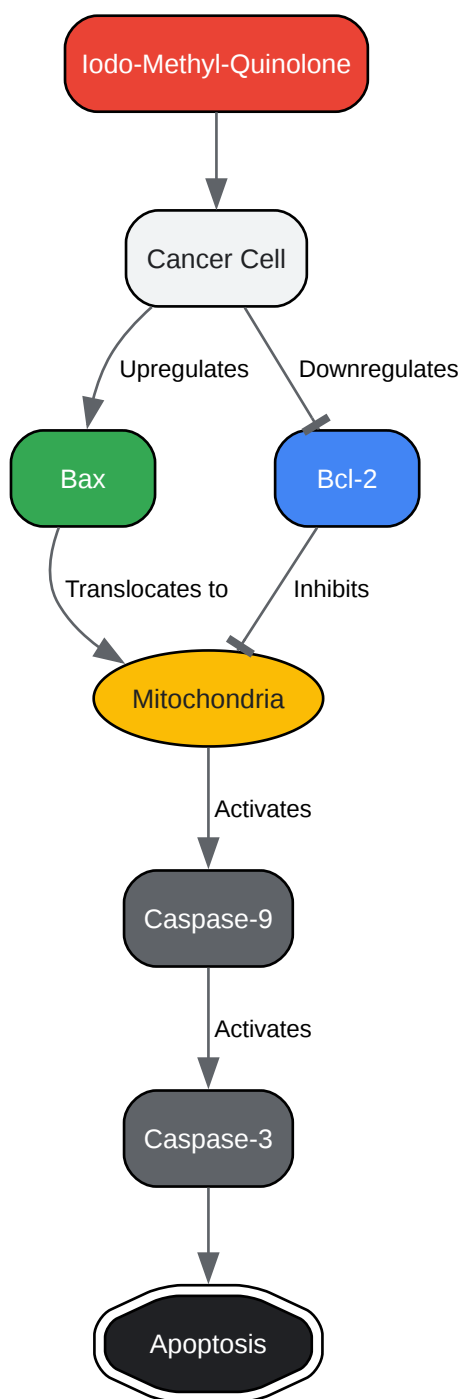 Iodo-Methyl-Quinolone
Cancer Cell
Upregulates
Downregulates
Bax
Bcl-2
Translocates to
Inhibits
Mitochondria
Activates
Caspase-9
Activates
Caspase-3
Apoptosis